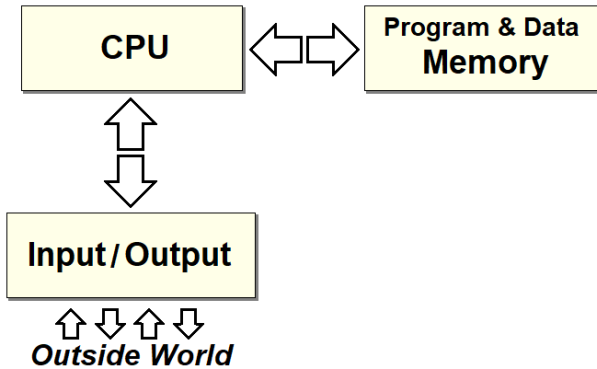 CPU
Program & Data
Memory
Input / Output
Outside World